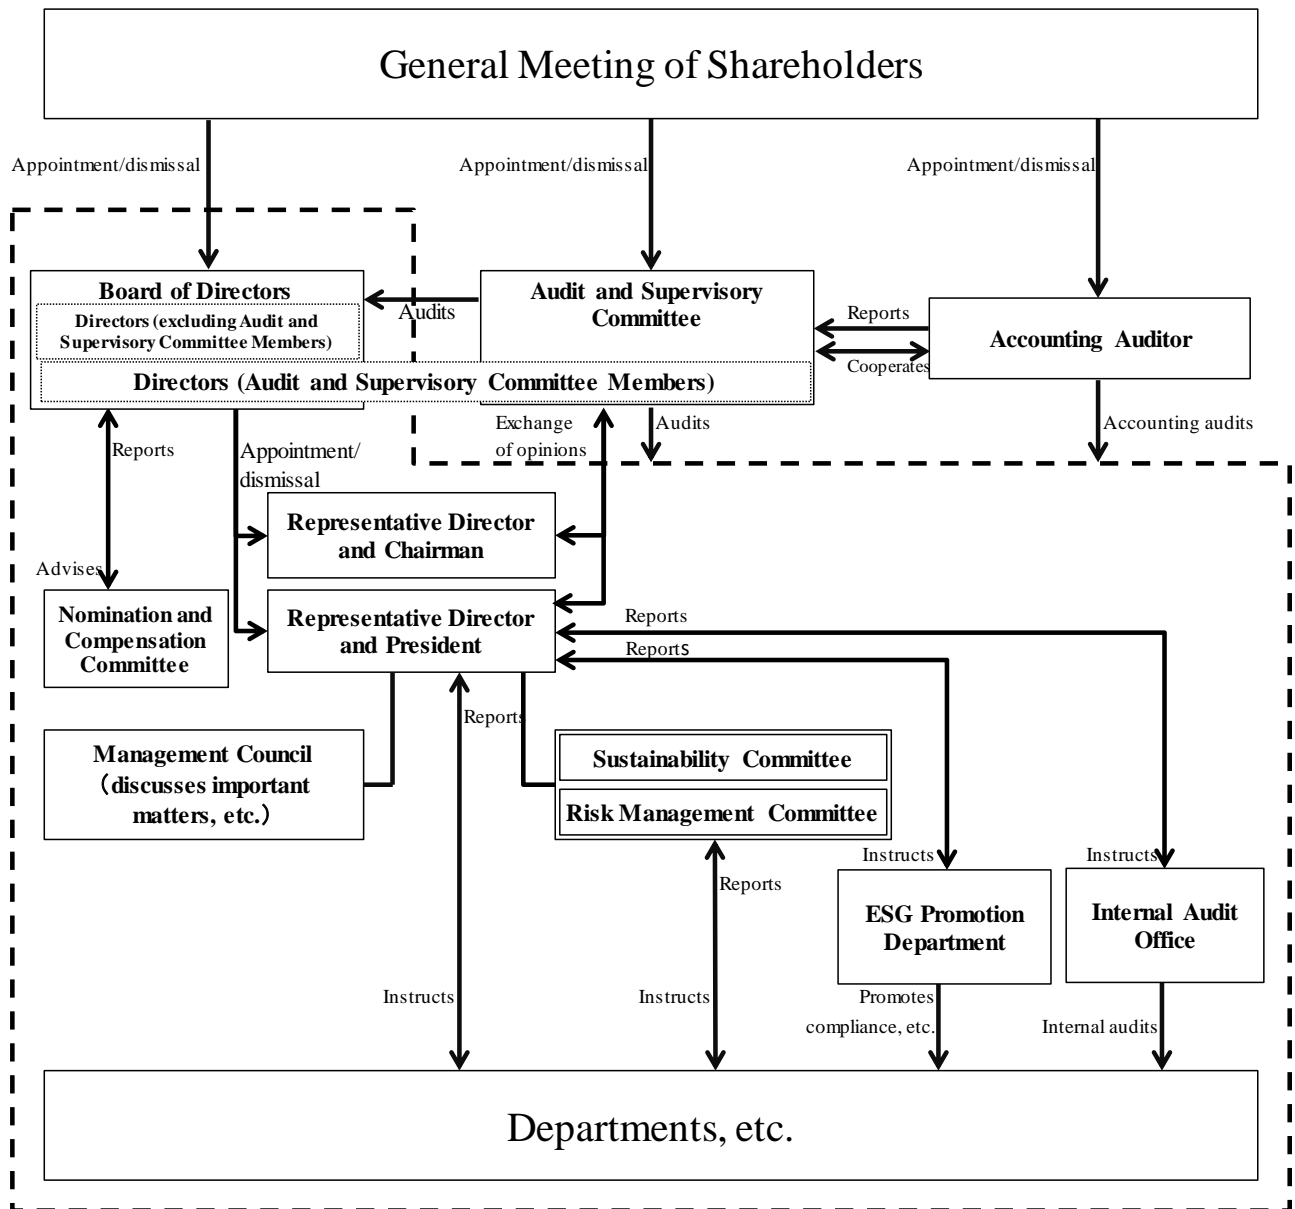 General Meeting of Shareholders
Appointment/dismissal
Appointment/dismissal
Appointment/dismissal
Board of Directors
Directors (excluding Audit and
Supervisory Committee Members)
Audits
Audit and Supervisory
Committee
Directors (Audit and Supervisory Committee Members)
Reports
Cooperates
Accounting Auditor
Reports
Appointment/
dismissal
Exchange
of opinions
Audits
Accounting audits
Representative Director
and Chairman
Advises
Nomination and
Compensation
Committee
Representative Director
and President
Reports
Reports
Reports
Management Council
（discusses important
matters, etc.）
Sustainability Committee
Risk Management Committee
Reports
Instructs
Instructs
ESG Promotion
Department
Internal Audit
Office
Instructs
Instructs
Promotes
compliance, etc.
Internal audits
Departments, etc.